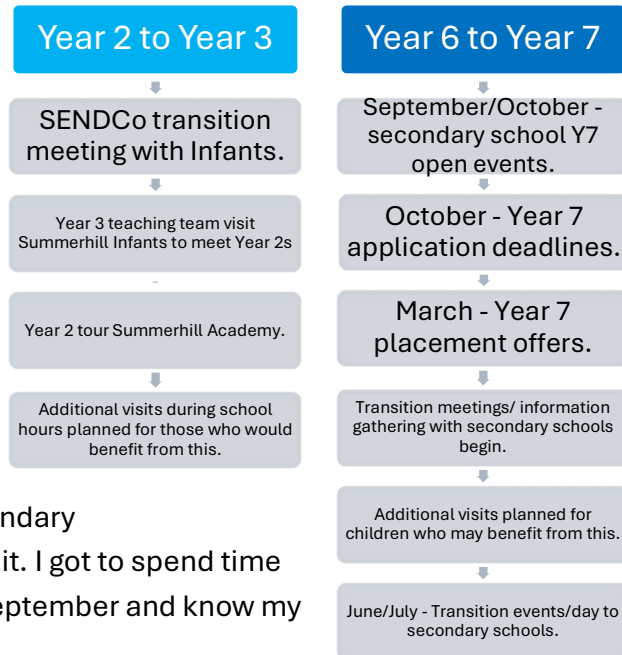 Year 2 to Year 3
SENDCo transition
meeting with Infants.
Year 3 teaching team visit
Summerhill Infants to meet Year 2s
Year 2 tour Summerhill Academy.
Additional visits during school
hours planned for those who would
benefit from this.
Year 6 to Year 7
September/October -
secondary school Y7
open events.
October - Year 7
application deadlines.
March - Year 7
placement offers.
Transition meetings/ information
gathering with secondary schools
begin.
Additional visits planned for
children who may benefit from this.
June/July - Transition events/day to
secondary schools.
ndary
it. I got to spend time
eptember and know my